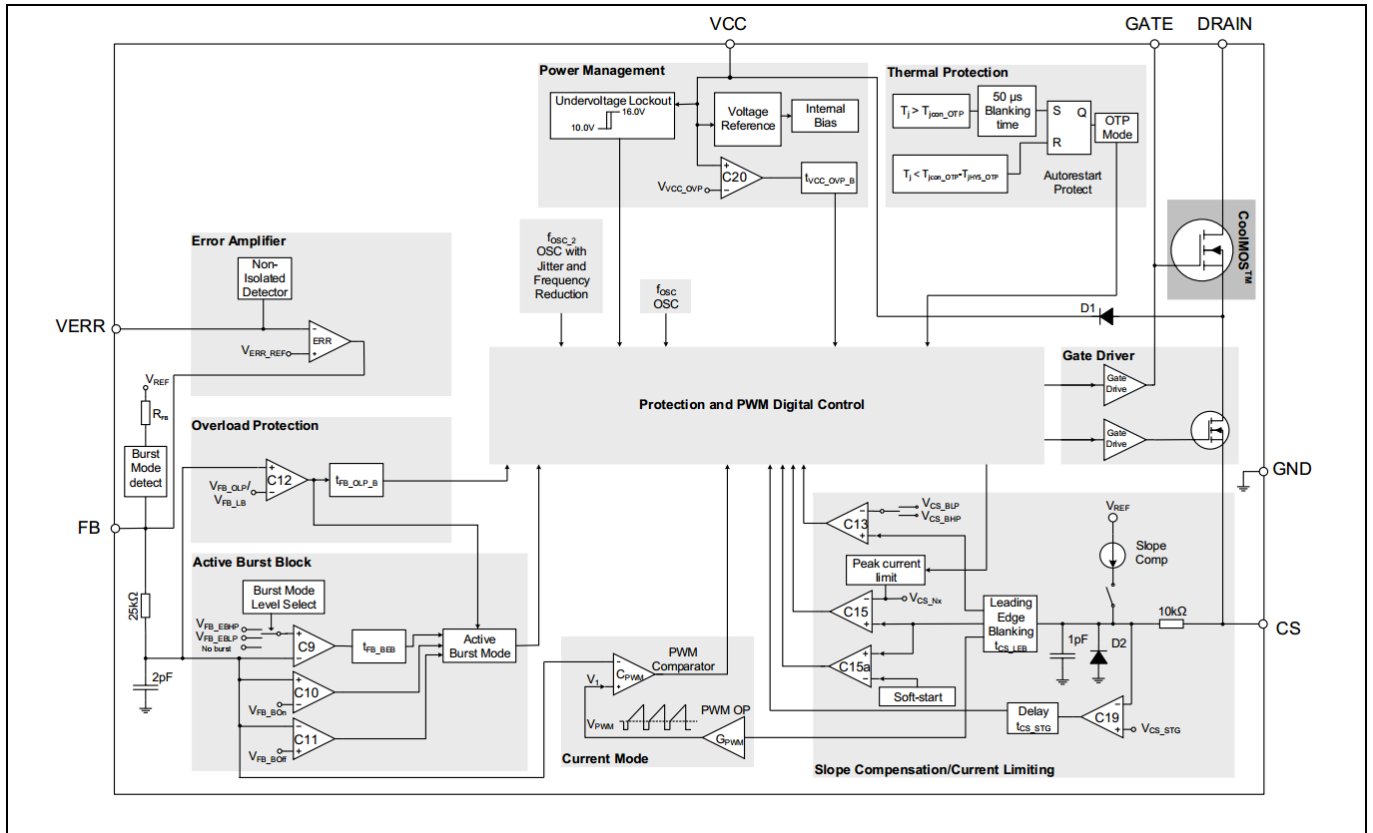 VCC
GATE
DRAIN
Power Management
Undervoltage Lockout
16.0V
10.0V
Voltage
Reference
Internal
Bias
C20
+
−
VVCC_OVP
tVCC_OVP_B
Thermal Protection
Tj > Tjcon_OTP
50 µs
Blanking
time
S
Q
R
OTP
Mode
Tj < Tjcon_OTP-TjHYS_OTP
Autorestart
Protect
CoolMOS™
Error Amplifier
Non-
Isolated
Detector
VERR
−
ERR
+
VERR_REF
fOSC_2
OSC with
Jitter and
Frequency
Reduction
fOSC
OSC
D1
Gate Driver
Gate
Drive
Gate
Drive
Protection and PWM Digital Control
VREF
RFB
Burst
Mode
detect
FB
25kΩ
2pF
Overload Protection
+
C12
−
VFB_OLP/
VFB_LB
tFB_OLP_B
Active Burst Block
Burst Mode
Level Select
VFB_EBHP
VFB_EBLP
No burst
+
C9
−
tFB_BEB
Active
Burst Mode
+
C10
−
VFB_BOn
−
C11
+
VFB_BOff
GND
−
CPWM
+
PWM
Comparator
V1
VPWM
PWM OP
GPWM
Current Mode
C13
−
+
VCS_BLP
VCS_BHP
Peak current
limit
C15
−
+
VCS_Nx
C15a
+
−
Soft-start
Leading
Edge
Blanking
tCS_LEB
VREF
Slope
Comp
10kΩ
CS
1pF
D2
Delay
tCS_STG
C19
−
+
VCS_STG
Slope Compensation/Current Limiting